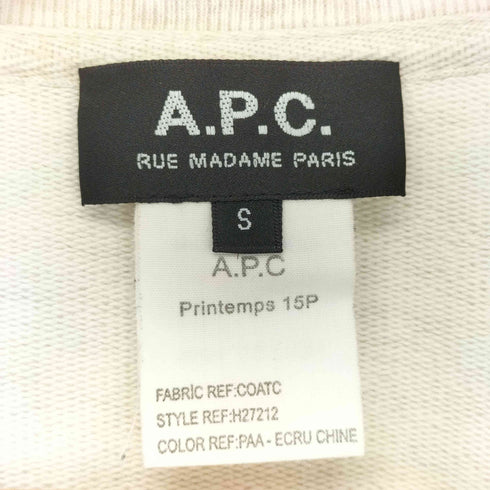 A.P.C.
RUE MADAME PARIS
S
A.P.C
Printemps 15P
FABRIC REF:COATC
STYLE REF:H27212
COLOR REF:PAA - ECRU CHINE